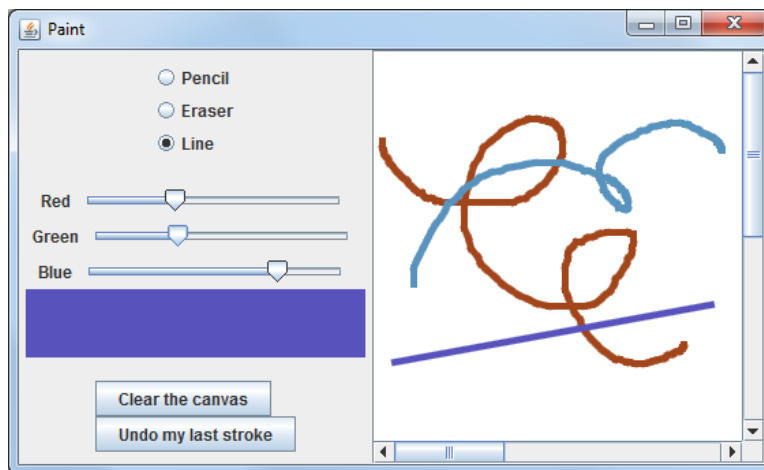 Paint
Pencil
Eraser
Line
Red
Green
Blue
Clear the canvas
Undo my last stroke